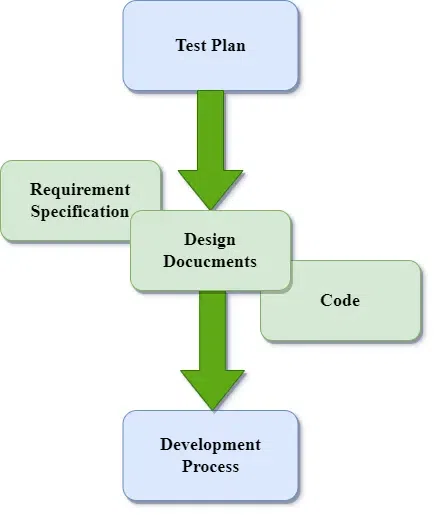 Test Plan
Requirement
Specification
Design
Docucments
Code
Development
Process